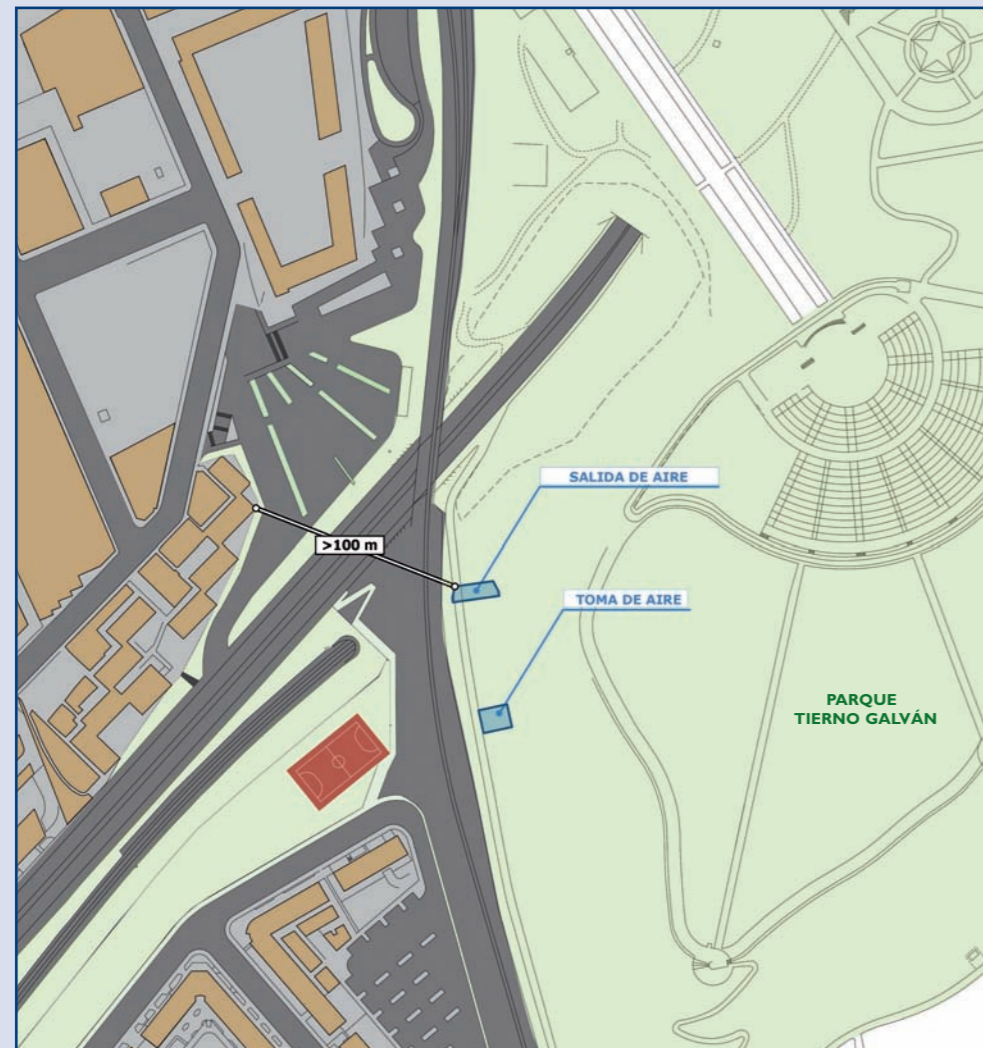 SALIDA DE AIRE
>100 m
TOMA DE AIRE
PARQUE
TIERNO GALVÁN